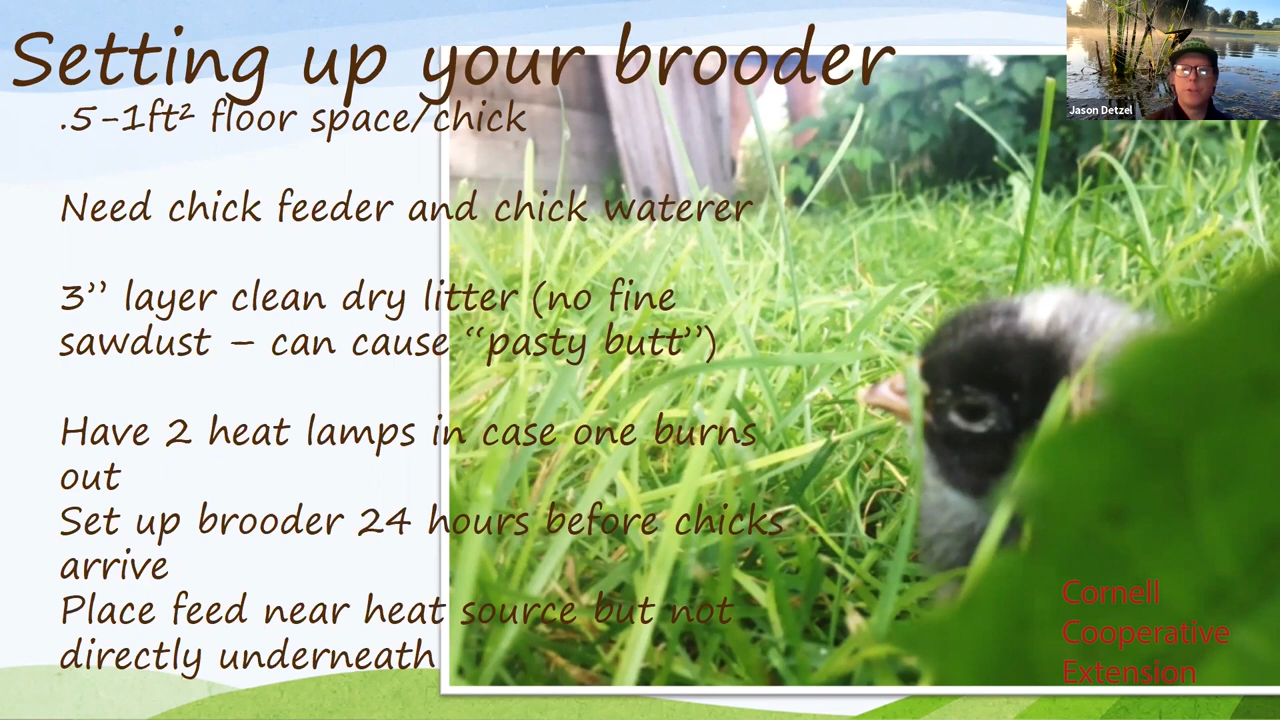 Setting up your brooder
.5-1ft² floor space/chick
Need chick feeder and chick waterer
3’’ layer clean dry litter (no fine
sawdust – can cause “pasty butt”)
Have 2 heat lamps in case one burns
out
Set up brooder 24 hours before chicks
arrive
Place feed near heat source but not
directly underneath
Jason Detzel
Cornell
Cooperative
Extension